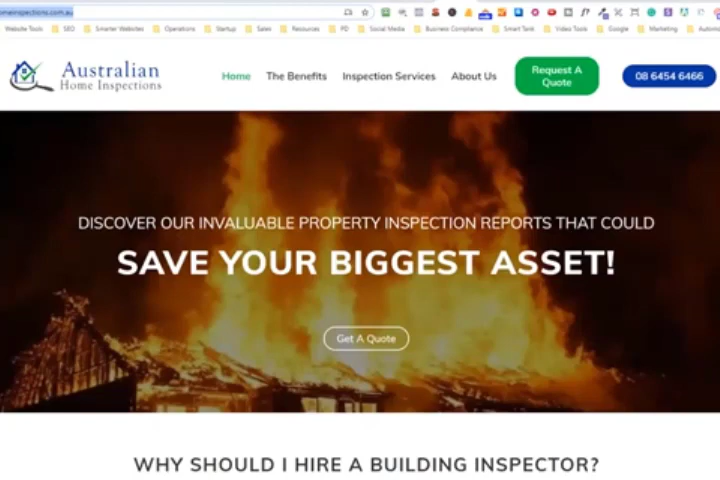 omeinspections.com.au
Website Tools SEO Smarter Websites Operations Startup Sales Resources PD Social Media Business Compliance Smart Task Video Tools Google Marketing
Australian
Home Inspections
Home The Benefits Inspection Services About Us
Request A
Quote
08 6454 6466
DISCOVER OUR INVALUABLE PROPERTY INSPECTION REPORTS THAT COULD
SAVE YOUR BIGGEST ASSET!
Get A Quote
WHY SHOULD I HIRE A BUILDING INSPECTOR?